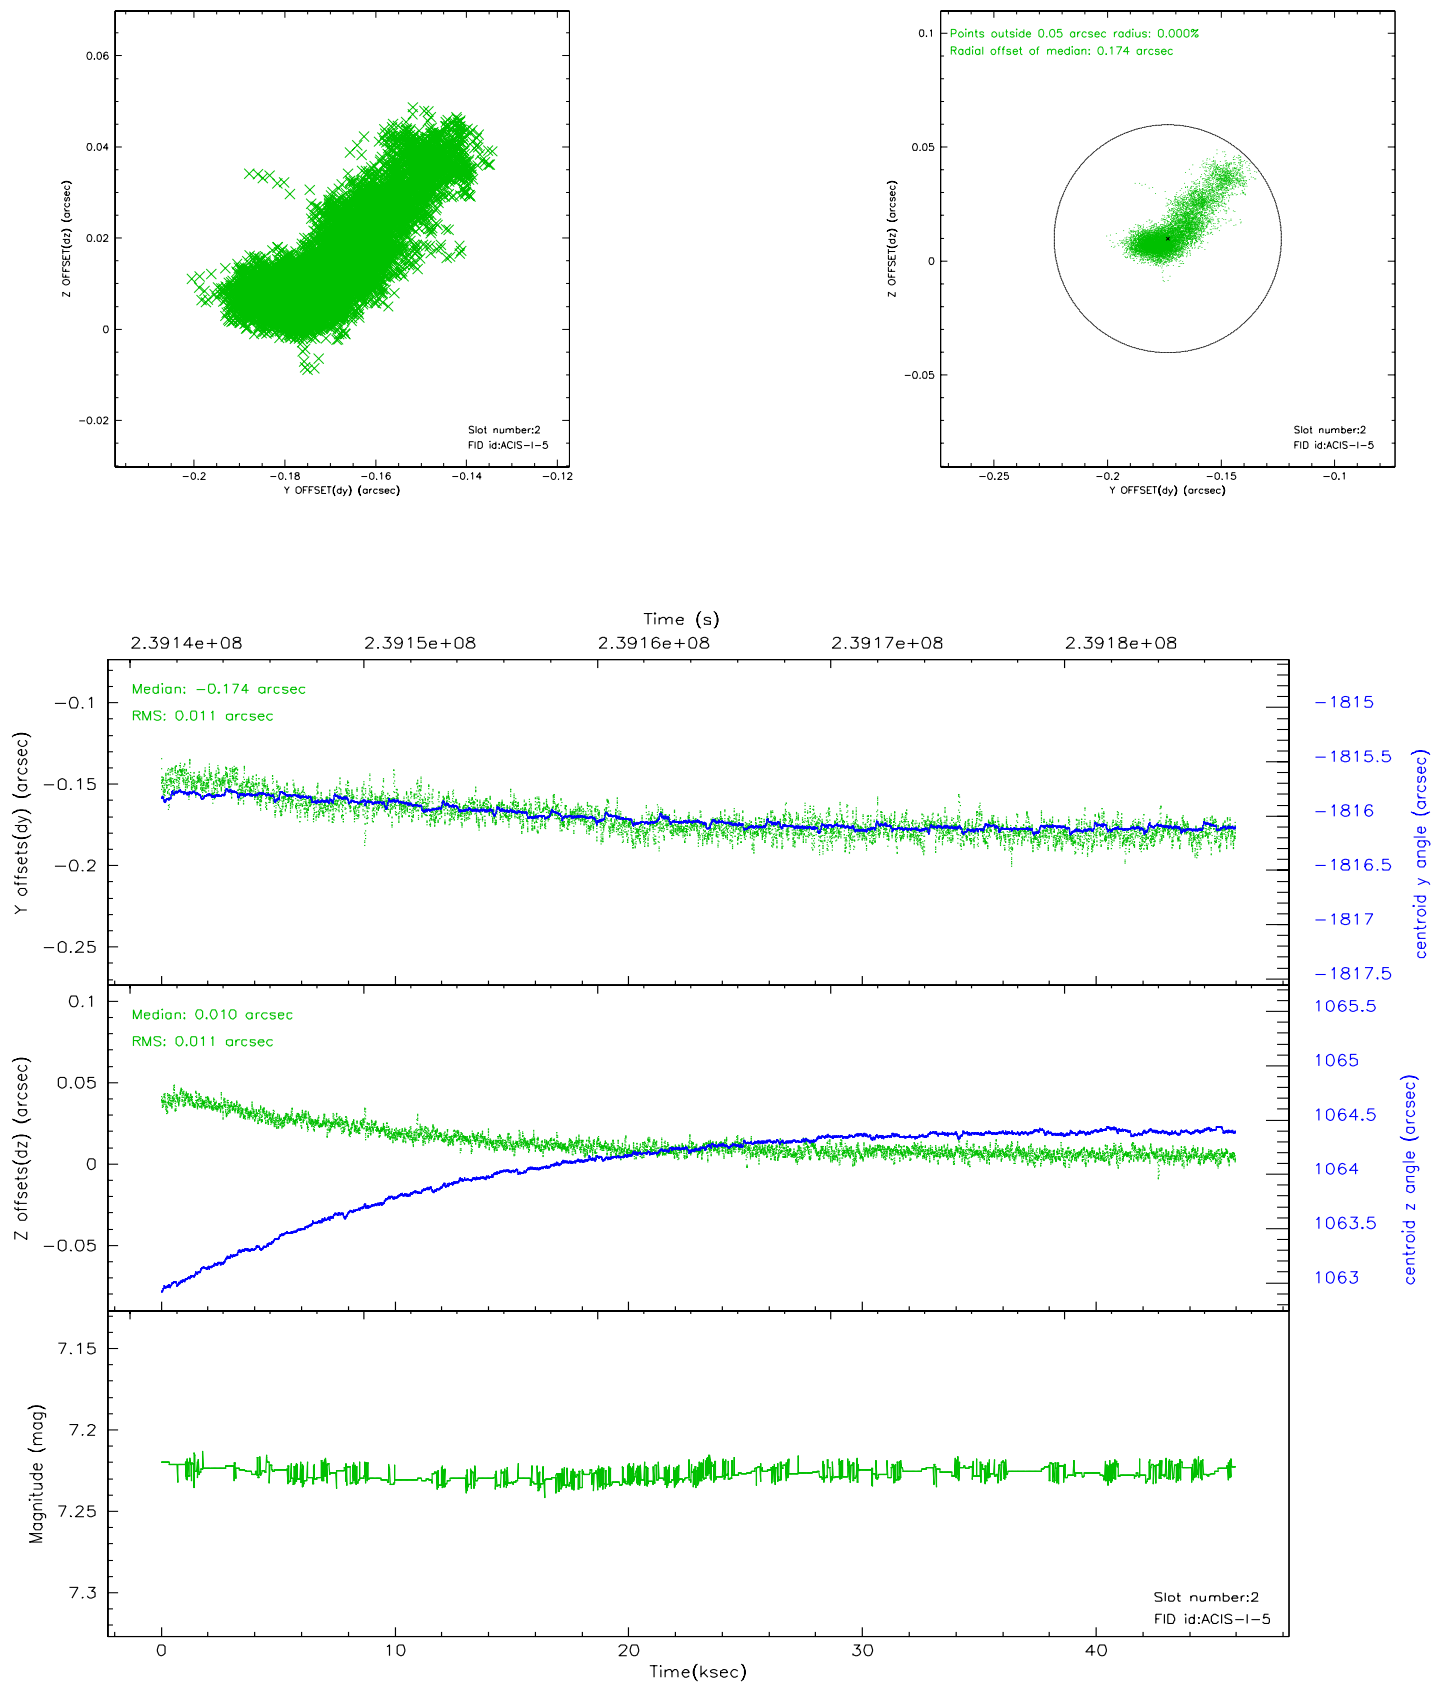 0.06
0.04
0.02
0
−0.02
Z OFFSET(dz) (arcsec)
Slot number:2
FID id:ACIS−I−5
−0.2
−0.18
−0.16
−0.14
−0.12
Y OFFSET(dy) (arcsec)
0.1
0.05
0
−0.05
Z OFFSET(dz) (arcsec)
Points outside 0.05 arcsec radius: 0.000%
Radial offset of median: 0.174 arcsec
Slot number:2
FID id:ACIS−I−5
−0.25
−0.2
−0.15
−0.1
Y OFFSET(dy) (arcsec)
Time (s)
2.3914e+08
2.3915e+08
2.3916e+08
2.3917e+08
2.3918e+08
Median: −0.174 arcsec
RMS: 0.011 arcsec
−0.1
−0.15
−0.2
−0.25
Y offsets(dy) (arcsec)
−1815
−1815.5
−1816
−1816.5
−1817
−1817.5
centroid y angle (arcsec)
Median: 0.010 arcsec
RMS: 0.011 arcsec
0.1
0.05
0
−0.05
Z offsets(dz) (arcsec)
1065.5
1065
1064.5
1064
1063.5
1063
centroid z angle (arcsec)
7.15
7.2
7.25
7.3
Magnitude (mag)
Slot number:2
FID id:ACIS−I−5
0
10
20
30
40
Time(ksec)